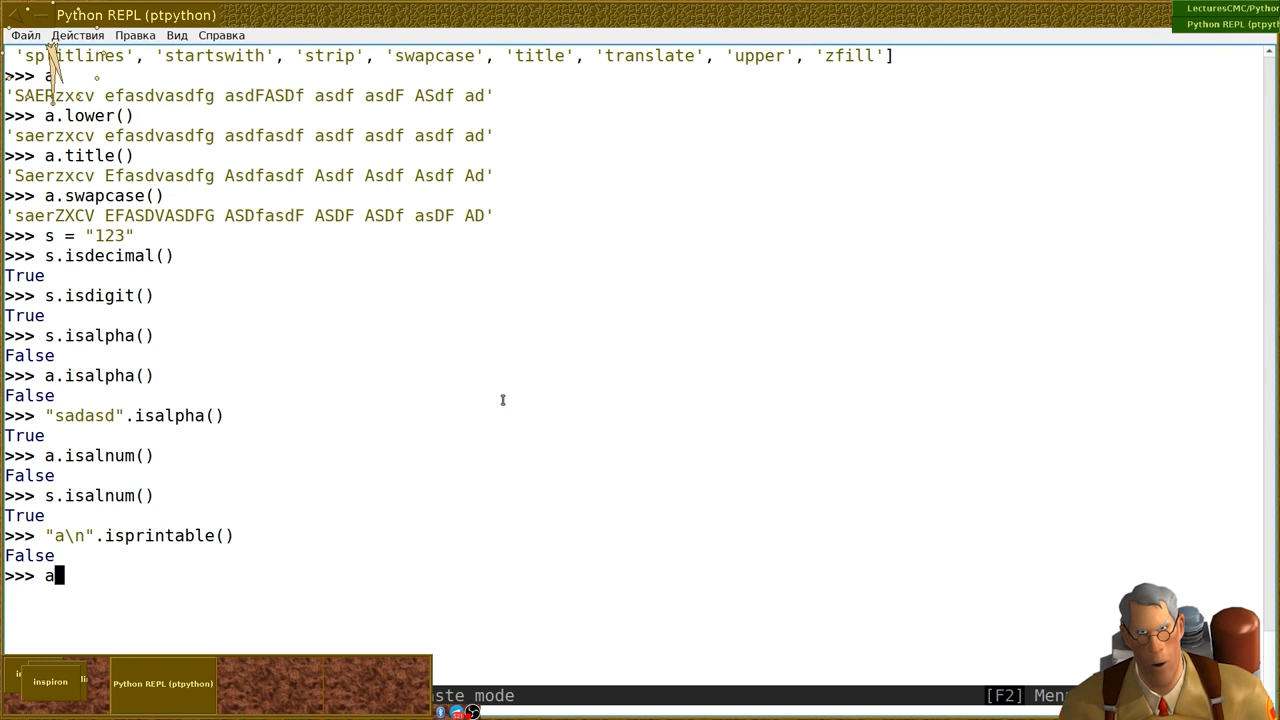 Python REPL (ptpython)
LecturesCMC/Python
Python REPL (ptpyt
Файл Действия Правка Вид Справка
'splitlines', 'startswith', 'strip', 'swapcase', 'title', 'translate', 'upper', 'zfill']
>>> a
'SAERzxcv efasdvasdfg asdFASDf asdf asdF ASdf ad'
>>> a.lower()
'saerzxcv efasdvasdfg asdfasdf asdf asdf asdf ad'
>>> a.title()
'Saerzxcv Efasdvasdfg Asdfasdf Asdf Asdf Asdf Ad'
>>> a.swapcase()
'saerZXCV EFASDVASDFG ASDfasdF ASDF ASDf asDF AD'
>>> s = "123"
>>> s.isdecimal()
True
>>> s.isdigit()
True
>>> s.isalpha()
False
>>> a.isalpha()
False
>>> "sadasd".isalpha()
True
>>> a.isalnum()
False
>>> s.isalnum()
True
>>> "a\n".isprintable()
False
>>> a
inspiron
Python REPL (ptpython)
ste mode
[F2] Men